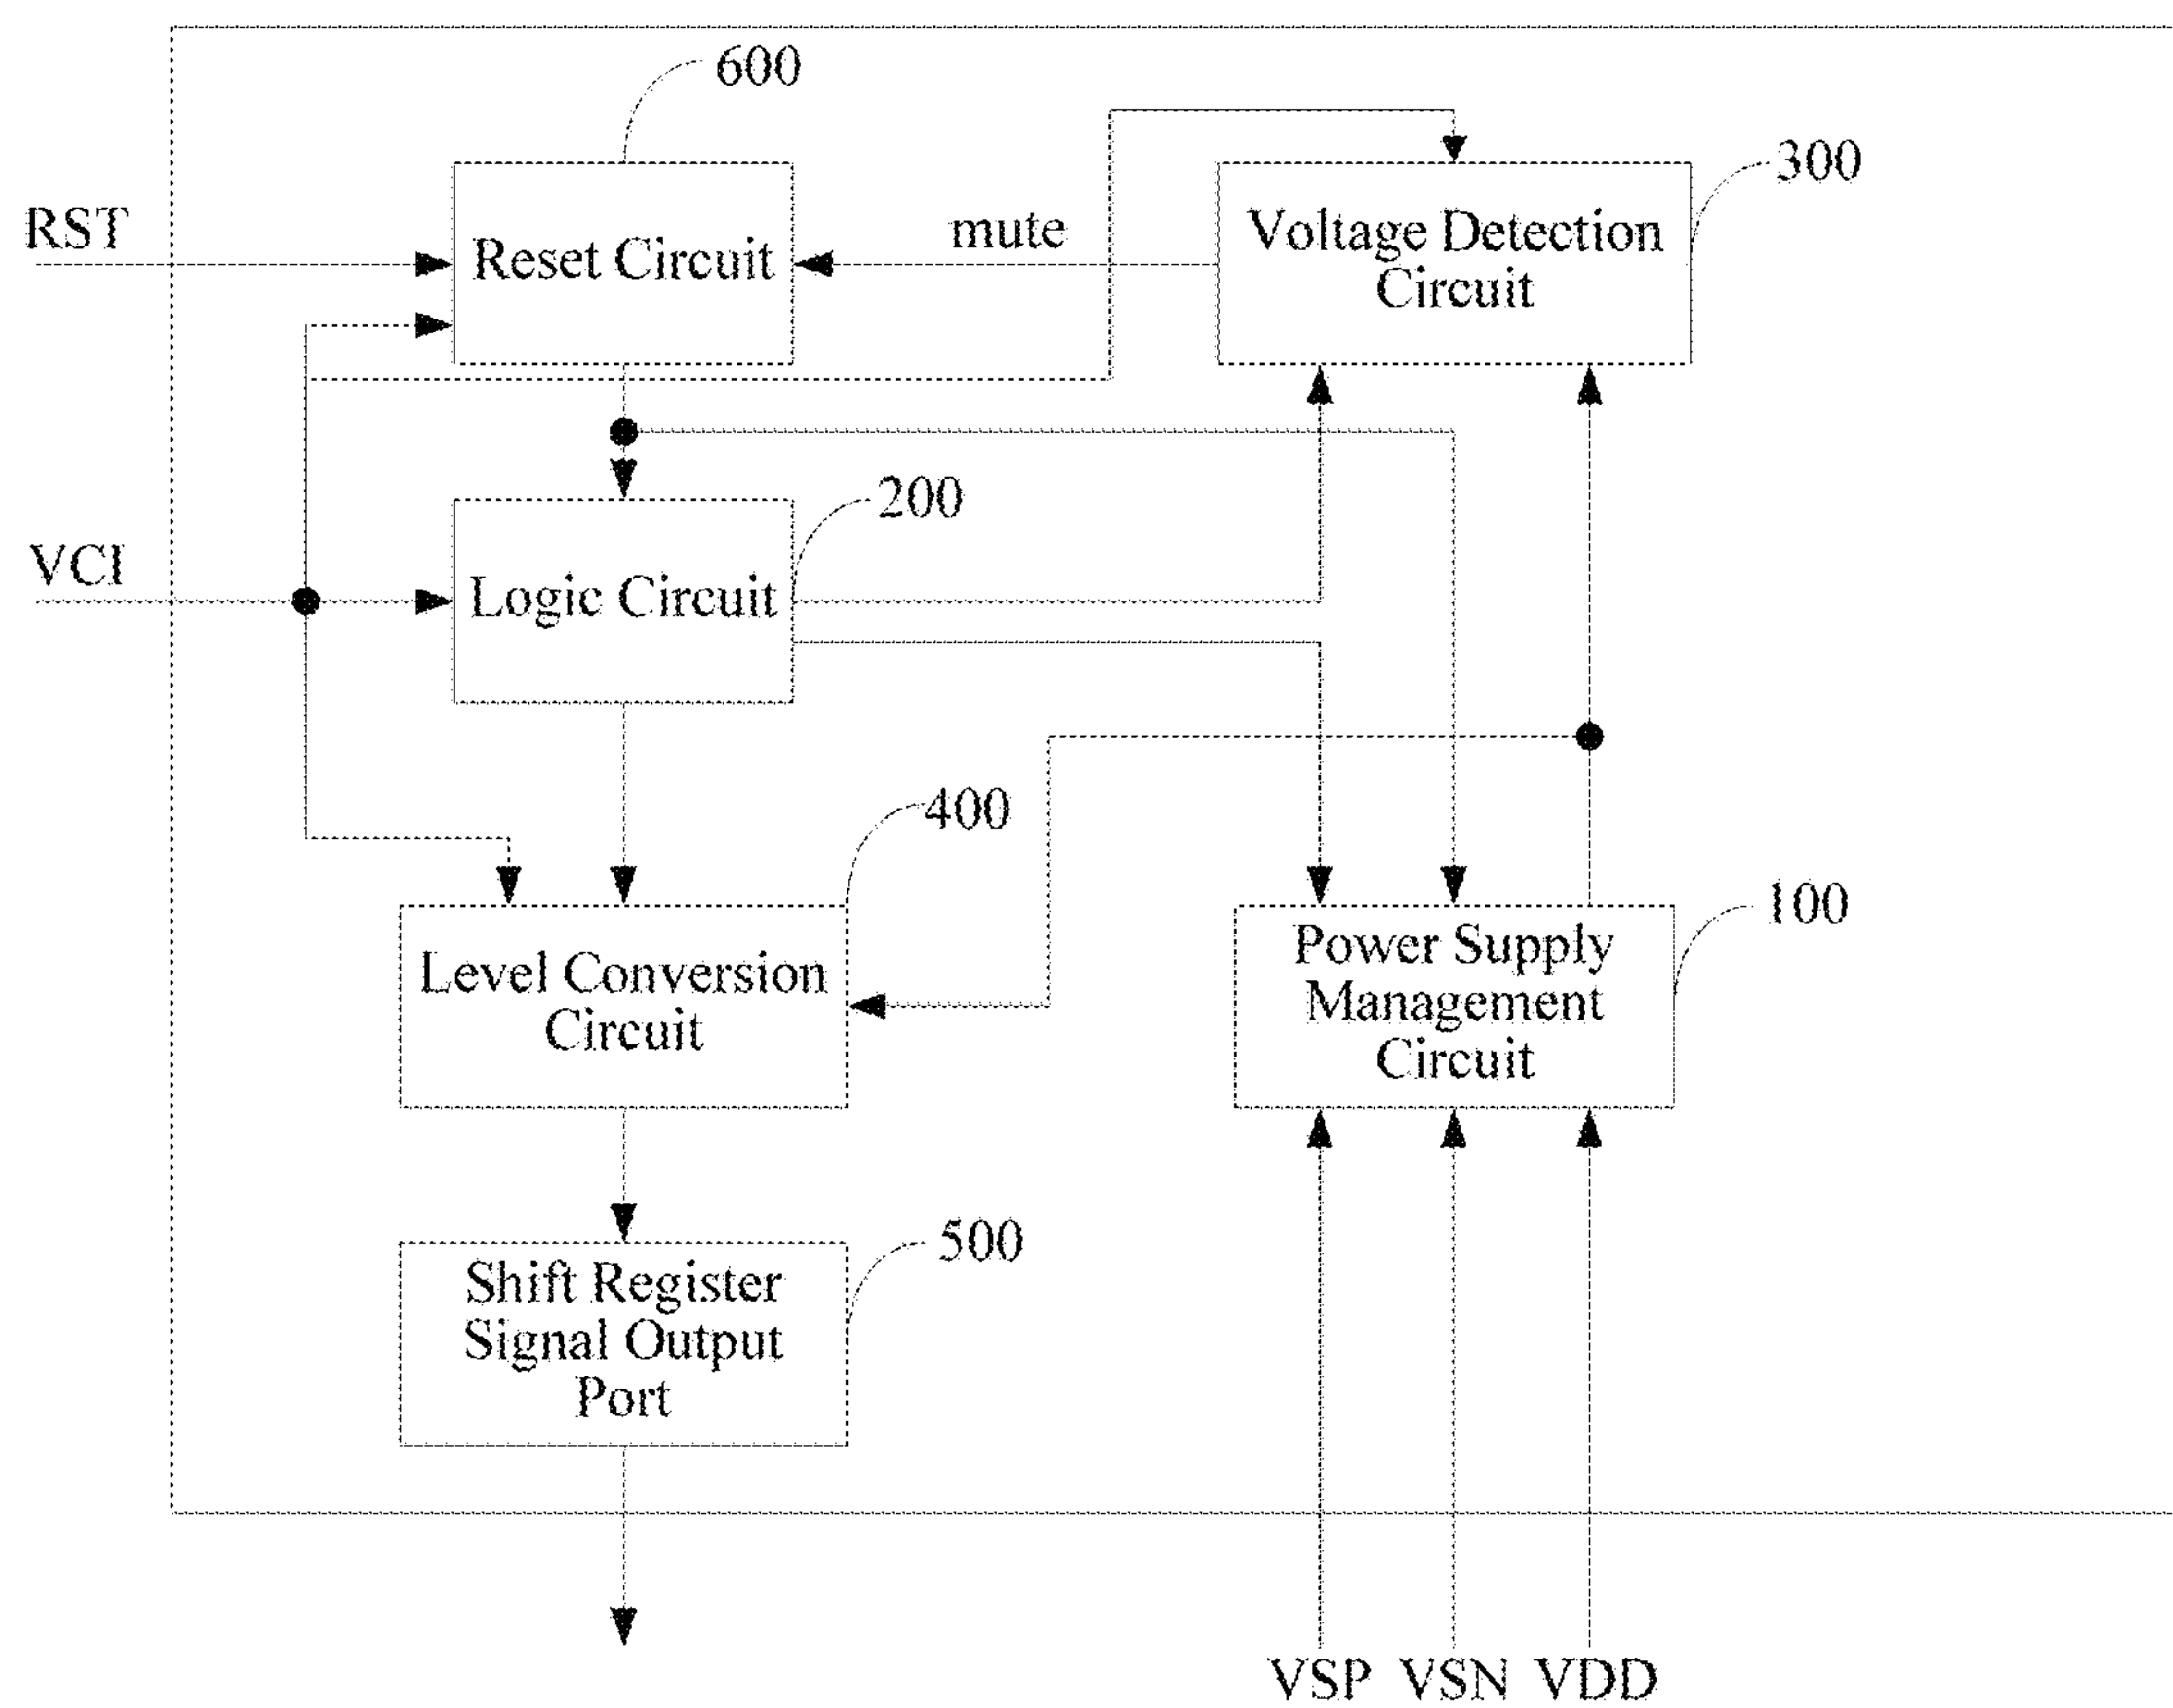 600
300
RST
Reset Circuit
mute
Voltage Detection
Circuit
200
VCI
Logic Circuit
400
100
Level Conversion
Circuit
Power Supply
Management
Circuit
500
Shift Register
Signal Output
Port
VSP VSN VDD